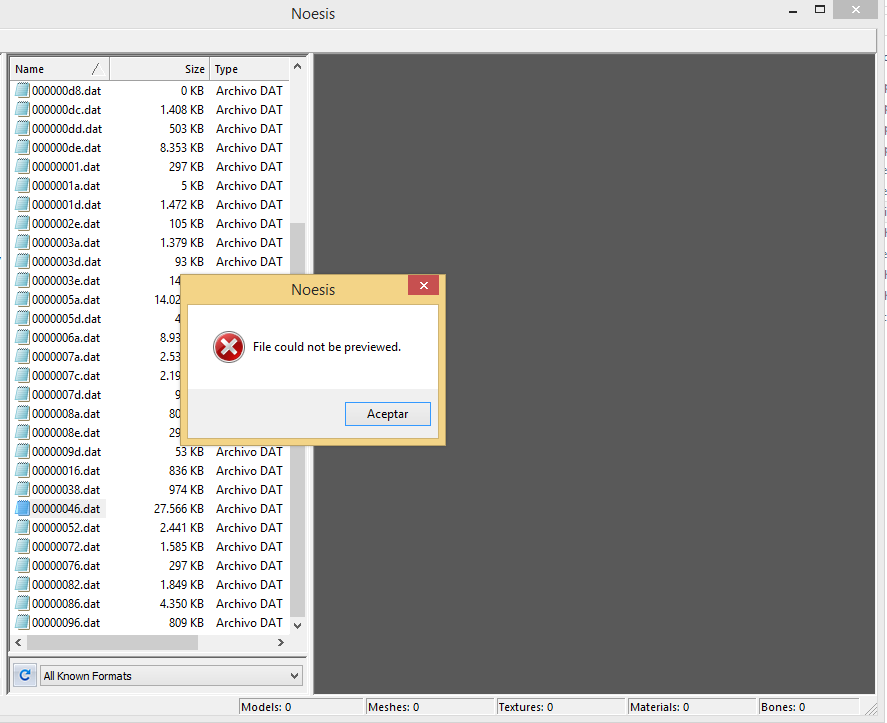 Noesis
Name Size Type
000000d8.dat 0 KB Archivo DAT
000000dc.dat 1.408 KB Archivo DAT
000000dd.dat 503 KB Archivo DAT
000000de.dat 8.353 KB Archivo DAT
00000001.dat 297 KB Archivo DAT
0000001a.dat 5 KB Archivo DAT
0000001d.dat 1.472 KB Archivo DAT
0000002e.dat 105 KB Archivo DAT
0000003a.dat 1.379 KB Archivo DAT
0000003d.dat 93 KB Archivo DAT
0000003e.dat 14
0000005a.dat 14.02
0000005d.dat 4
0000006a.dat 8.93
0000007a.dat 2.53
0000007c.dat 2.19
0000007d.dat 9
0000008a.dat 80
0000008e.dat 29
0000009d.dat 53 KB Archivo DAT
00000016.dat 836 KB Archivo DAT
00000038.dat 974 KB Archivo DAT
00000046.dat 27.566 KB Archivo DAT
00000052.dat 2.441 KB Archivo DAT
00000072.dat 1.585 KB Archivo DAT
00000076.dat 297 KB Archivo DAT
00000082.dat 1.849 KB Archivo DAT
00000086.dat 4.350 KB Archivo DAT
00000096.dat 809 KB Archivo DAT
Noesis
File could not be previewed.
Aceptar
All Known Formats
Models: 0 Meshes: 0 Textures: 0 Materials: 0 Bones: 0